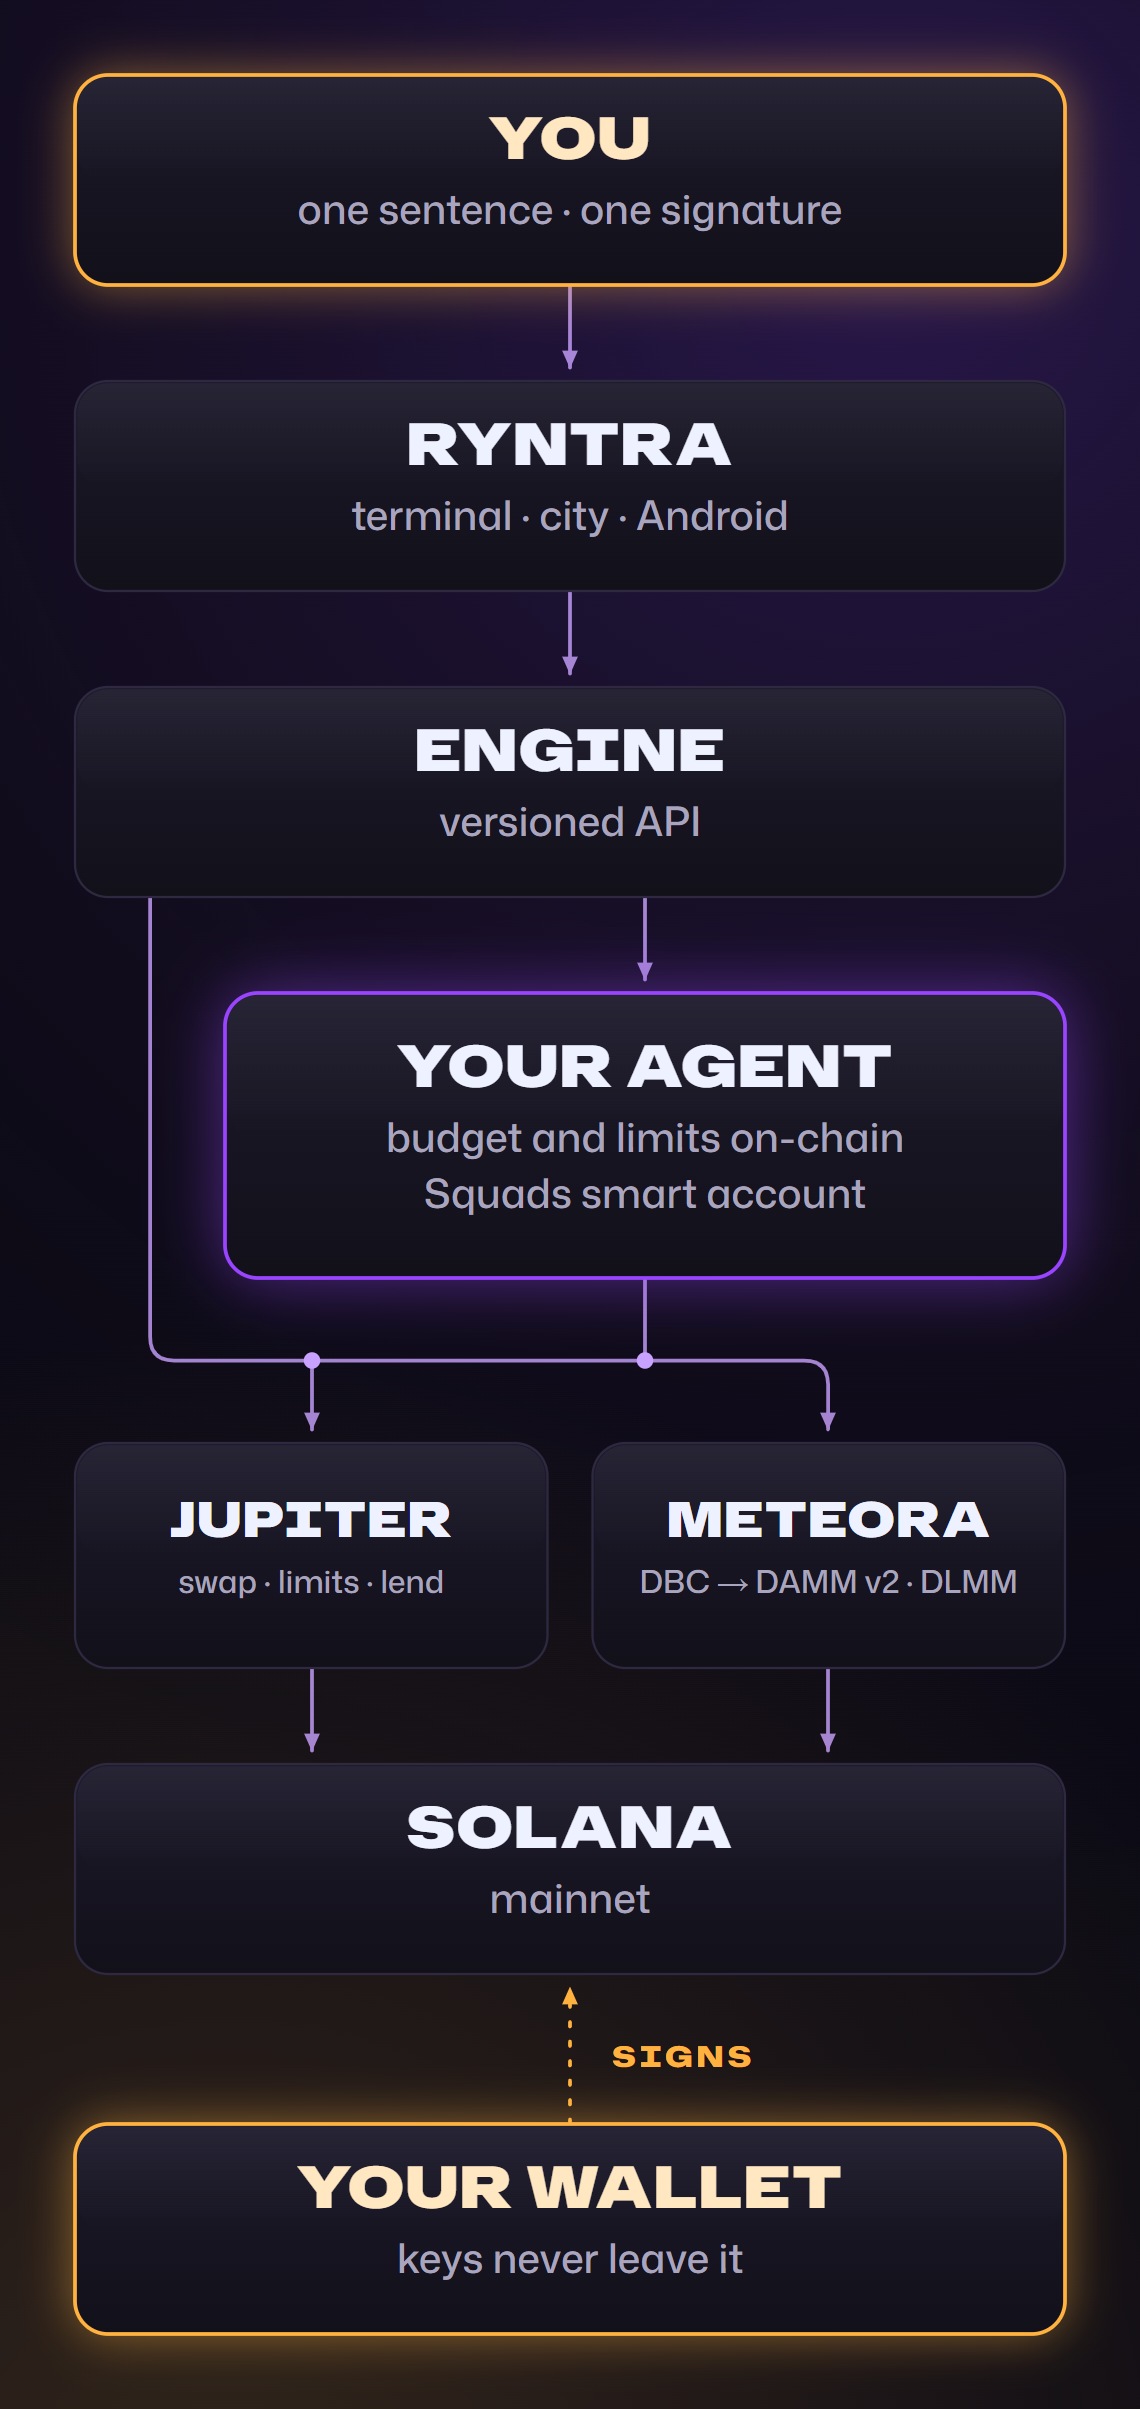 YOU
one sentence · one signature
RYNTRA
terminal · city · Android
ENGINE
versioned API
YOUR AGENT
budget and limits on-chain
Squads smart account
JUPITER
swap · limits · lend
METEORA
DBC → DAMM v2 · DLMM
SOLANA
mainnet
SIGNS
YOUR WALLET
keys never leave it